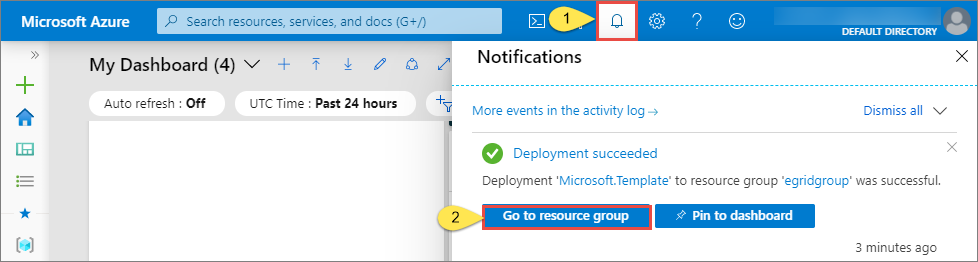 Microsoft Azure
Search resources, services, and docs (G+/)
1
DEFAULT DIRECTORY
My Dashboard (4)
Auto refresh : Off
UTC Time : Past 24 hours
Notifications
More events in the activity log →
Dismiss all
Deployment succeeded
Deployment 'Microsoft.Template' to resource group 'egridgroup' was successful.
2
Go to resource group
Pin to dashboard
3 minutes ago